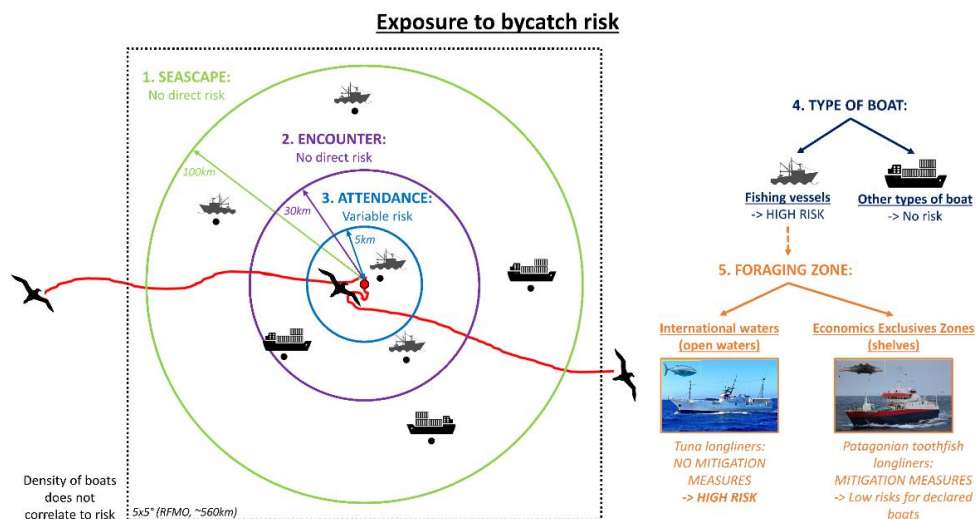 Exposure to bycatch risk
1. SEASCAPE:
No direct risk
2. ENCOUNTER:
No direct risk
3. ATTENDANCE:
Variable risk
100km
30km
5km
Density of boats
does not
correlate to risk
5x5° (RFMO, ~560km)
4. TYPE OF BOAT:
Fishing vessels
-> HIGH RISK
Other types of boat
-> No risk
5. FORAGING ZONE:
International waters
(open waters)
Economics Exclusives Zones
(shelves)
Tuna longliners:
NO MITIGATION
MEASURES
-> HIGH RISK
Patagonian toothfish
longliners:
MITIGATION MEASURES
-> Low risks for declared
boats